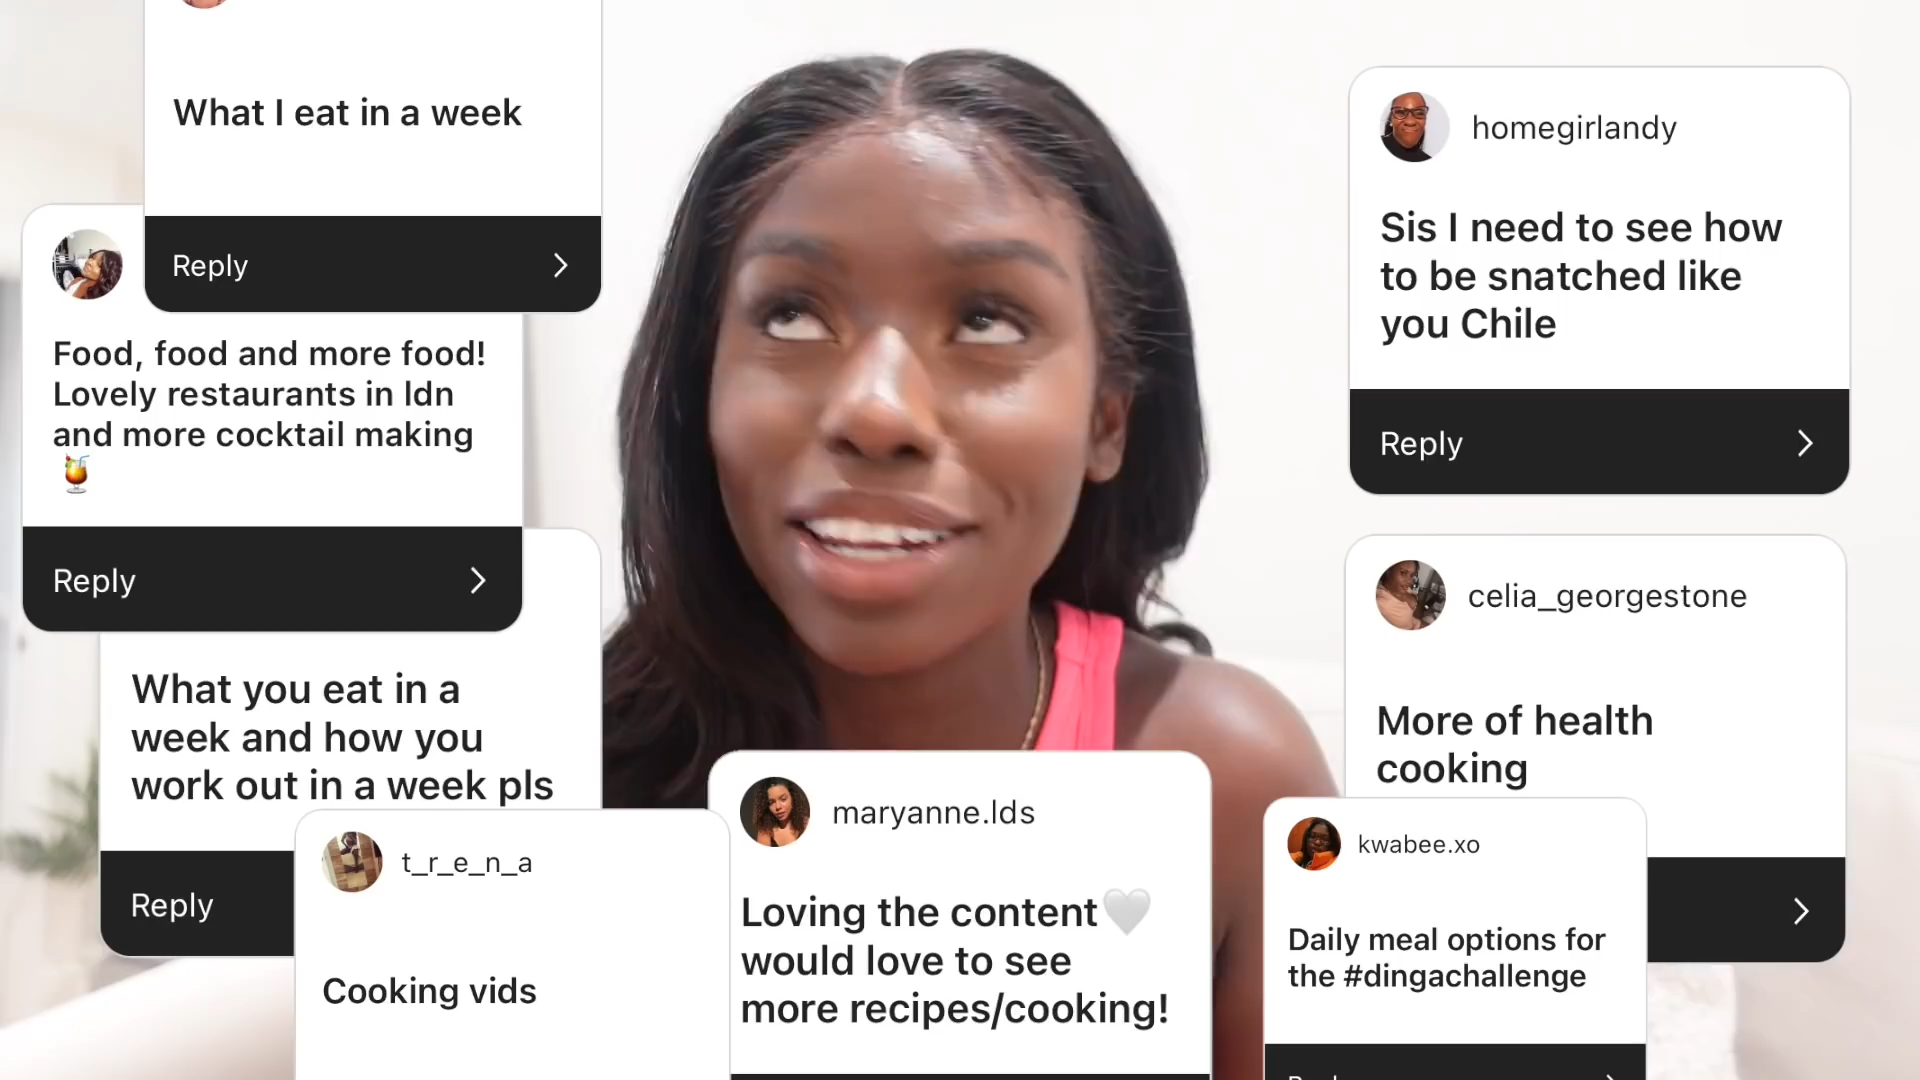 What I eat in a week
Reply
Food, food and more food!
Lovely restaurants in ldn
and more cocktail making
🍹
Reply
What you eat in a
week and how you
work out in a week pls
Reply
t_r_e_n_a
Cooking vids
maryanne.lds
Loving the content🤍
would love to see
more recipes/cooking!
homegirlandy
Sis I need to see how
to be snatched like
you Chile
Reply
celia_georgestone
More of health
cooking
kwabee.xo
Daily meal options for
the #dingachallenge